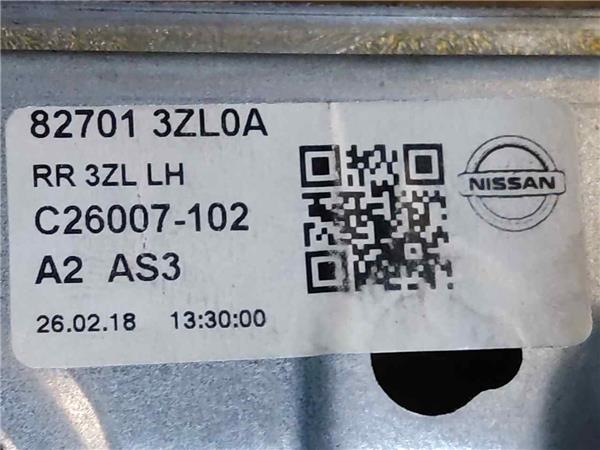 82701 3ZL0A
RR 3ZL LH
C26007-102
A2 AS3
26.02.18 13:30:00
NISSAN